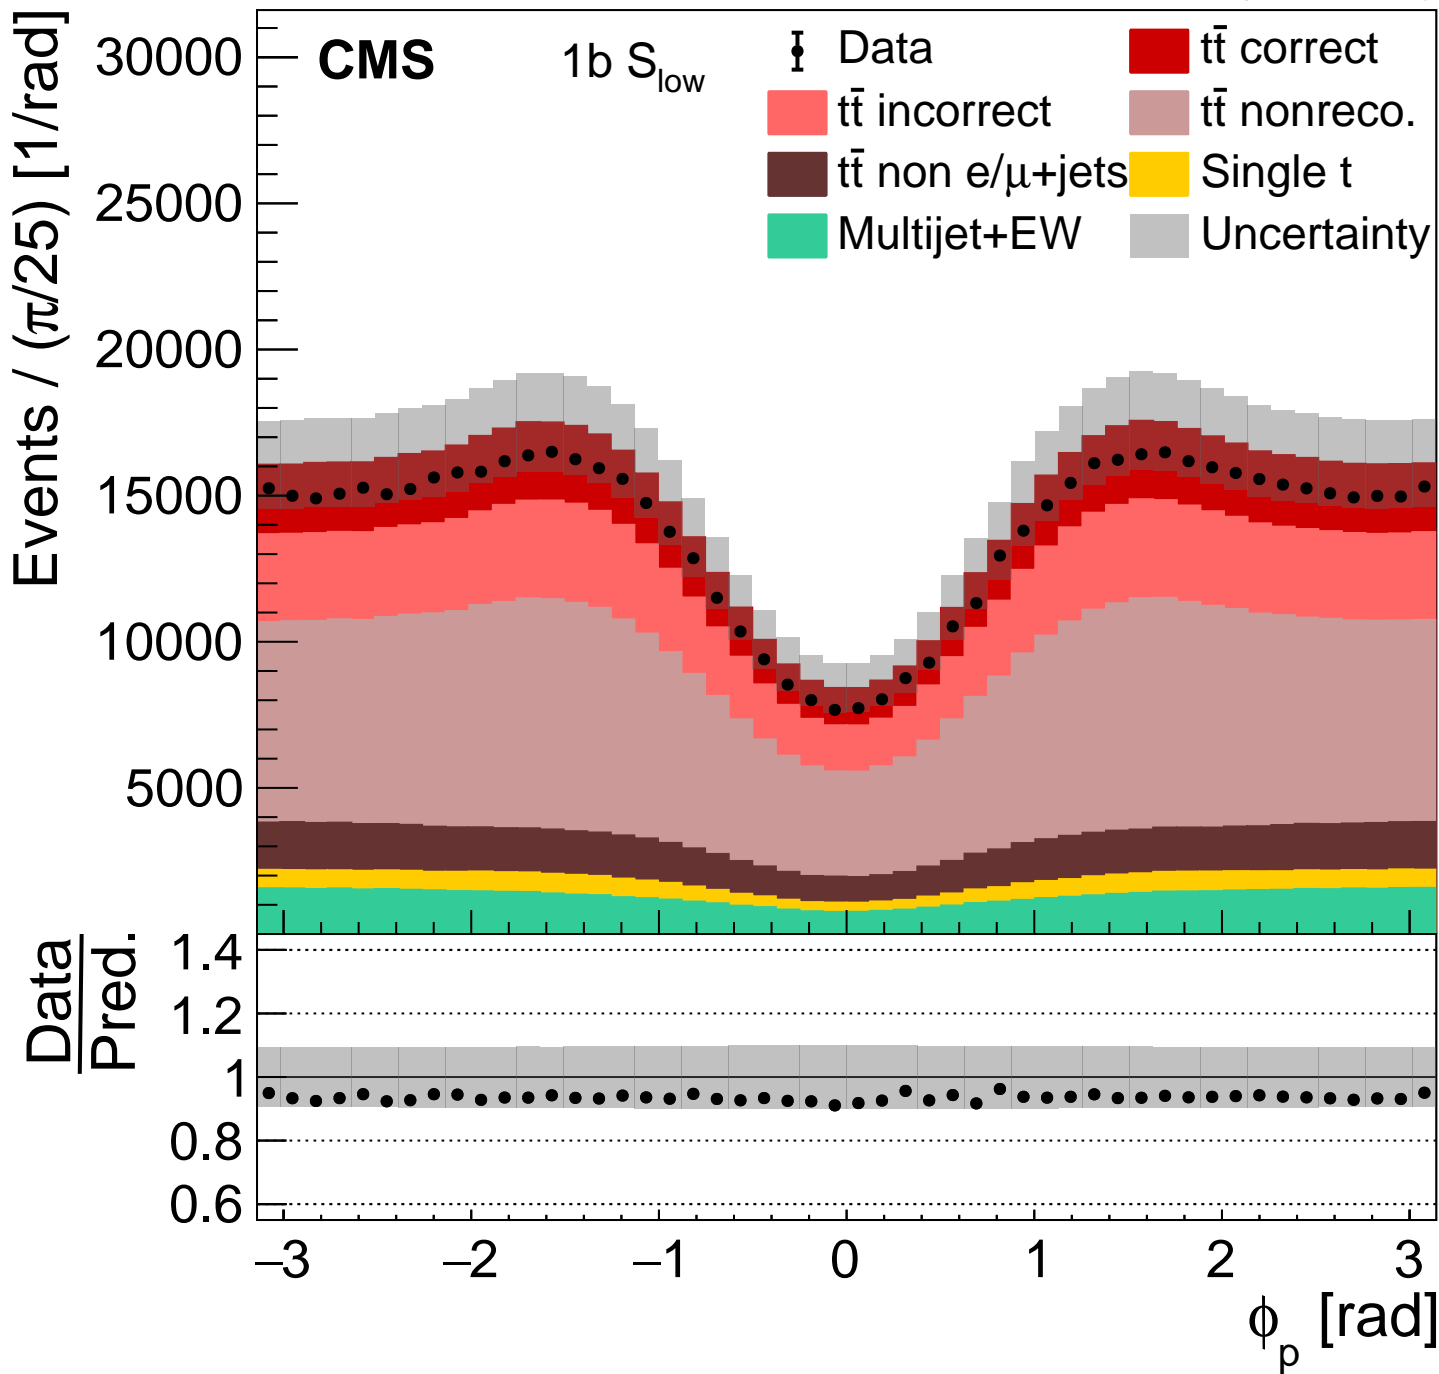 CMS
1b S_low
Data
tt̄ correct
tt̄ incorrect
tt̄ nonreco.
tt̄ non e/μ+jets
Single t
Multijet+EW
Uncertainty
Events / (π/25) [1/rad]
30000
25000
20000
15000
10000
5000
Data
Pred.
1.4
1.2
1
0.8
0.6
−3 −2 −1 0 1 2 3
ϕ_p [rad]